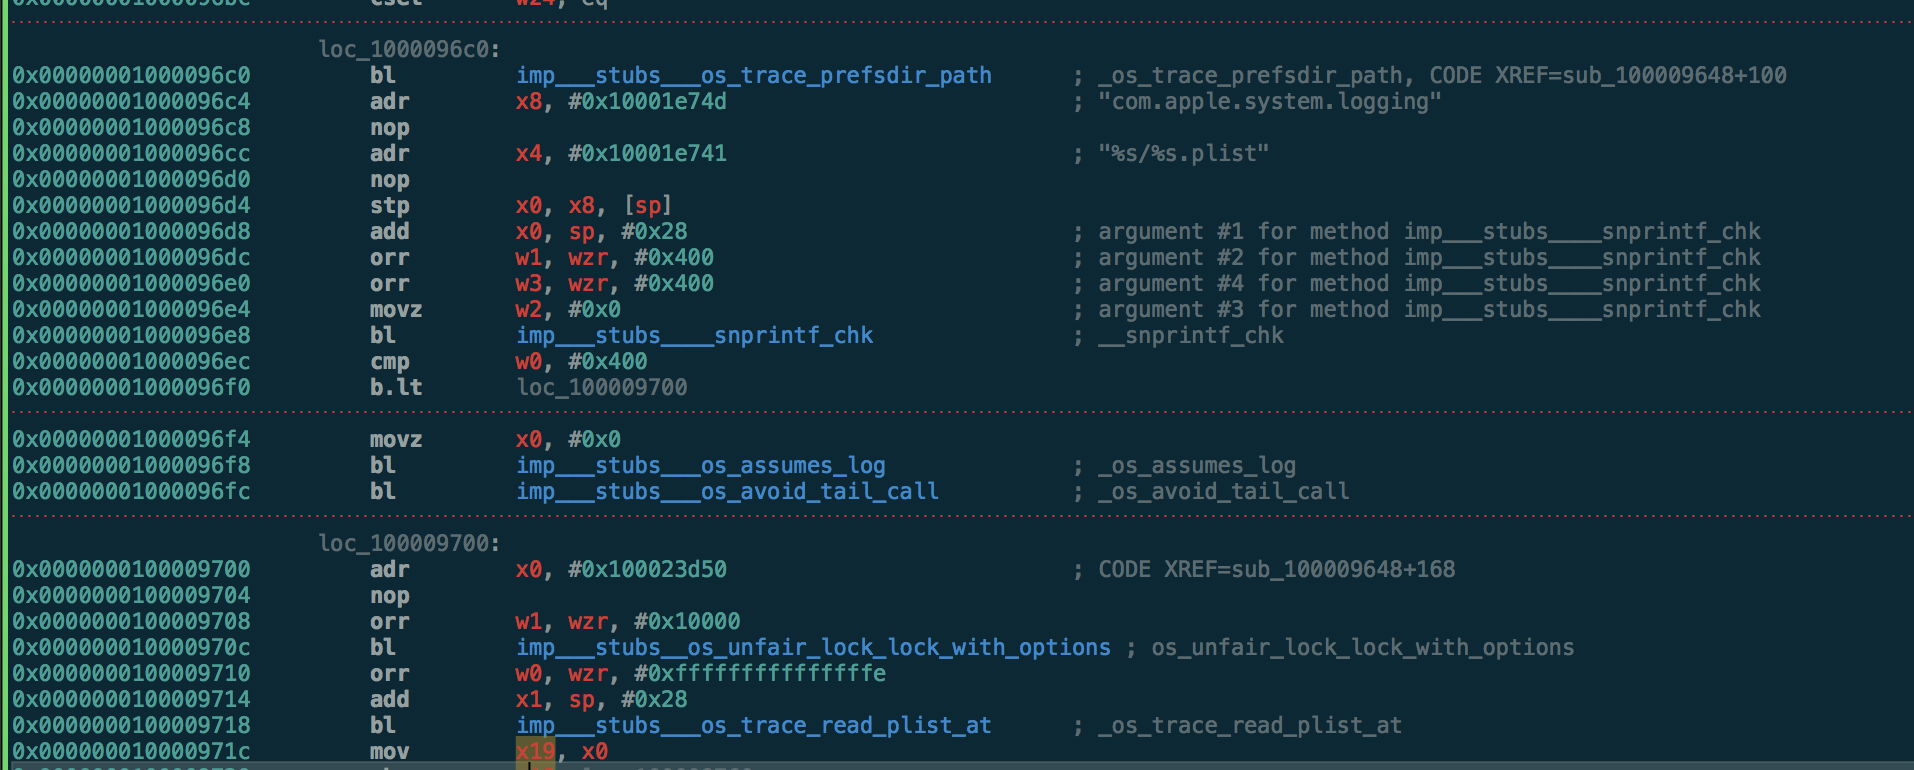 loc_1000096c0:
0x00000001000096c0 bl imp___stubs___os_trace_prefsdir_path ; _os_trace_prefsdir_path, CODE XREF=sub_100009648+100
0x00000001000096c4 adr x8, #0x10001e74d ; "com.apple.system.logging"
0x00000001000096c8 nop
0x00000001000096cc adr x4, #0x10001e741 ; "%s/%s.plist"
0x00000001000096d0 nop
0x00000001000096d4 stp x0, x8, [sp]
0x00000001000096d8 add x0, sp, #0x28 ; argument #1 for method imp___stubs____snprintf_chk
0x00000001000096dc orr w1, wzr, #0x400 ; argument #2 for method imp___stubs____snprintf_chk
0x00000001000096e0 orr w3, wzr, #0x400 ; argument #4 for method imp___stubs____snprintf_chk
0x00000001000096e4 movz w2, #0x0 ; argument #3 for method imp___stubs____snprintf_chk
0x00000001000096e8 bl imp___stubs____snprintf_chk ; __snprintf_chk
0x00000001000096ec cmp w0, #0x400
0x00000001000096f0 b.lt loc_100009700
0x00000001000096f4 movz x0, #0x0
0x00000001000096f8 bl imp___stubs___os_assumes_log ; _os_assumes_log
0x00000001000096fc bl imp___stubs___os_avoid_tail_call ; _os_avoid_tail_call
loc_100009700:
0x0000000100009700 adr x0, #0x100023d50 ; CODE XREF=sub_100009648+168
0x0000000100009704 nop
0x0000000100009708 orr w1, wzr, #0x10000
0x000000010000970c bl imp___stubs__os_unfair_lock_lock_with_options ; os_unfair_lock_lock_with_options
0x0000000100009710 orr w0, wzr, #0xfffffffffffffffe
0x0000000100009714 add x1, sp, #0x28
0x0000000100009718 bl imp___stubs___os_trace_read_plist_at ; _os_trace_read_plist_at
0x000000010000971c mov x19, x0